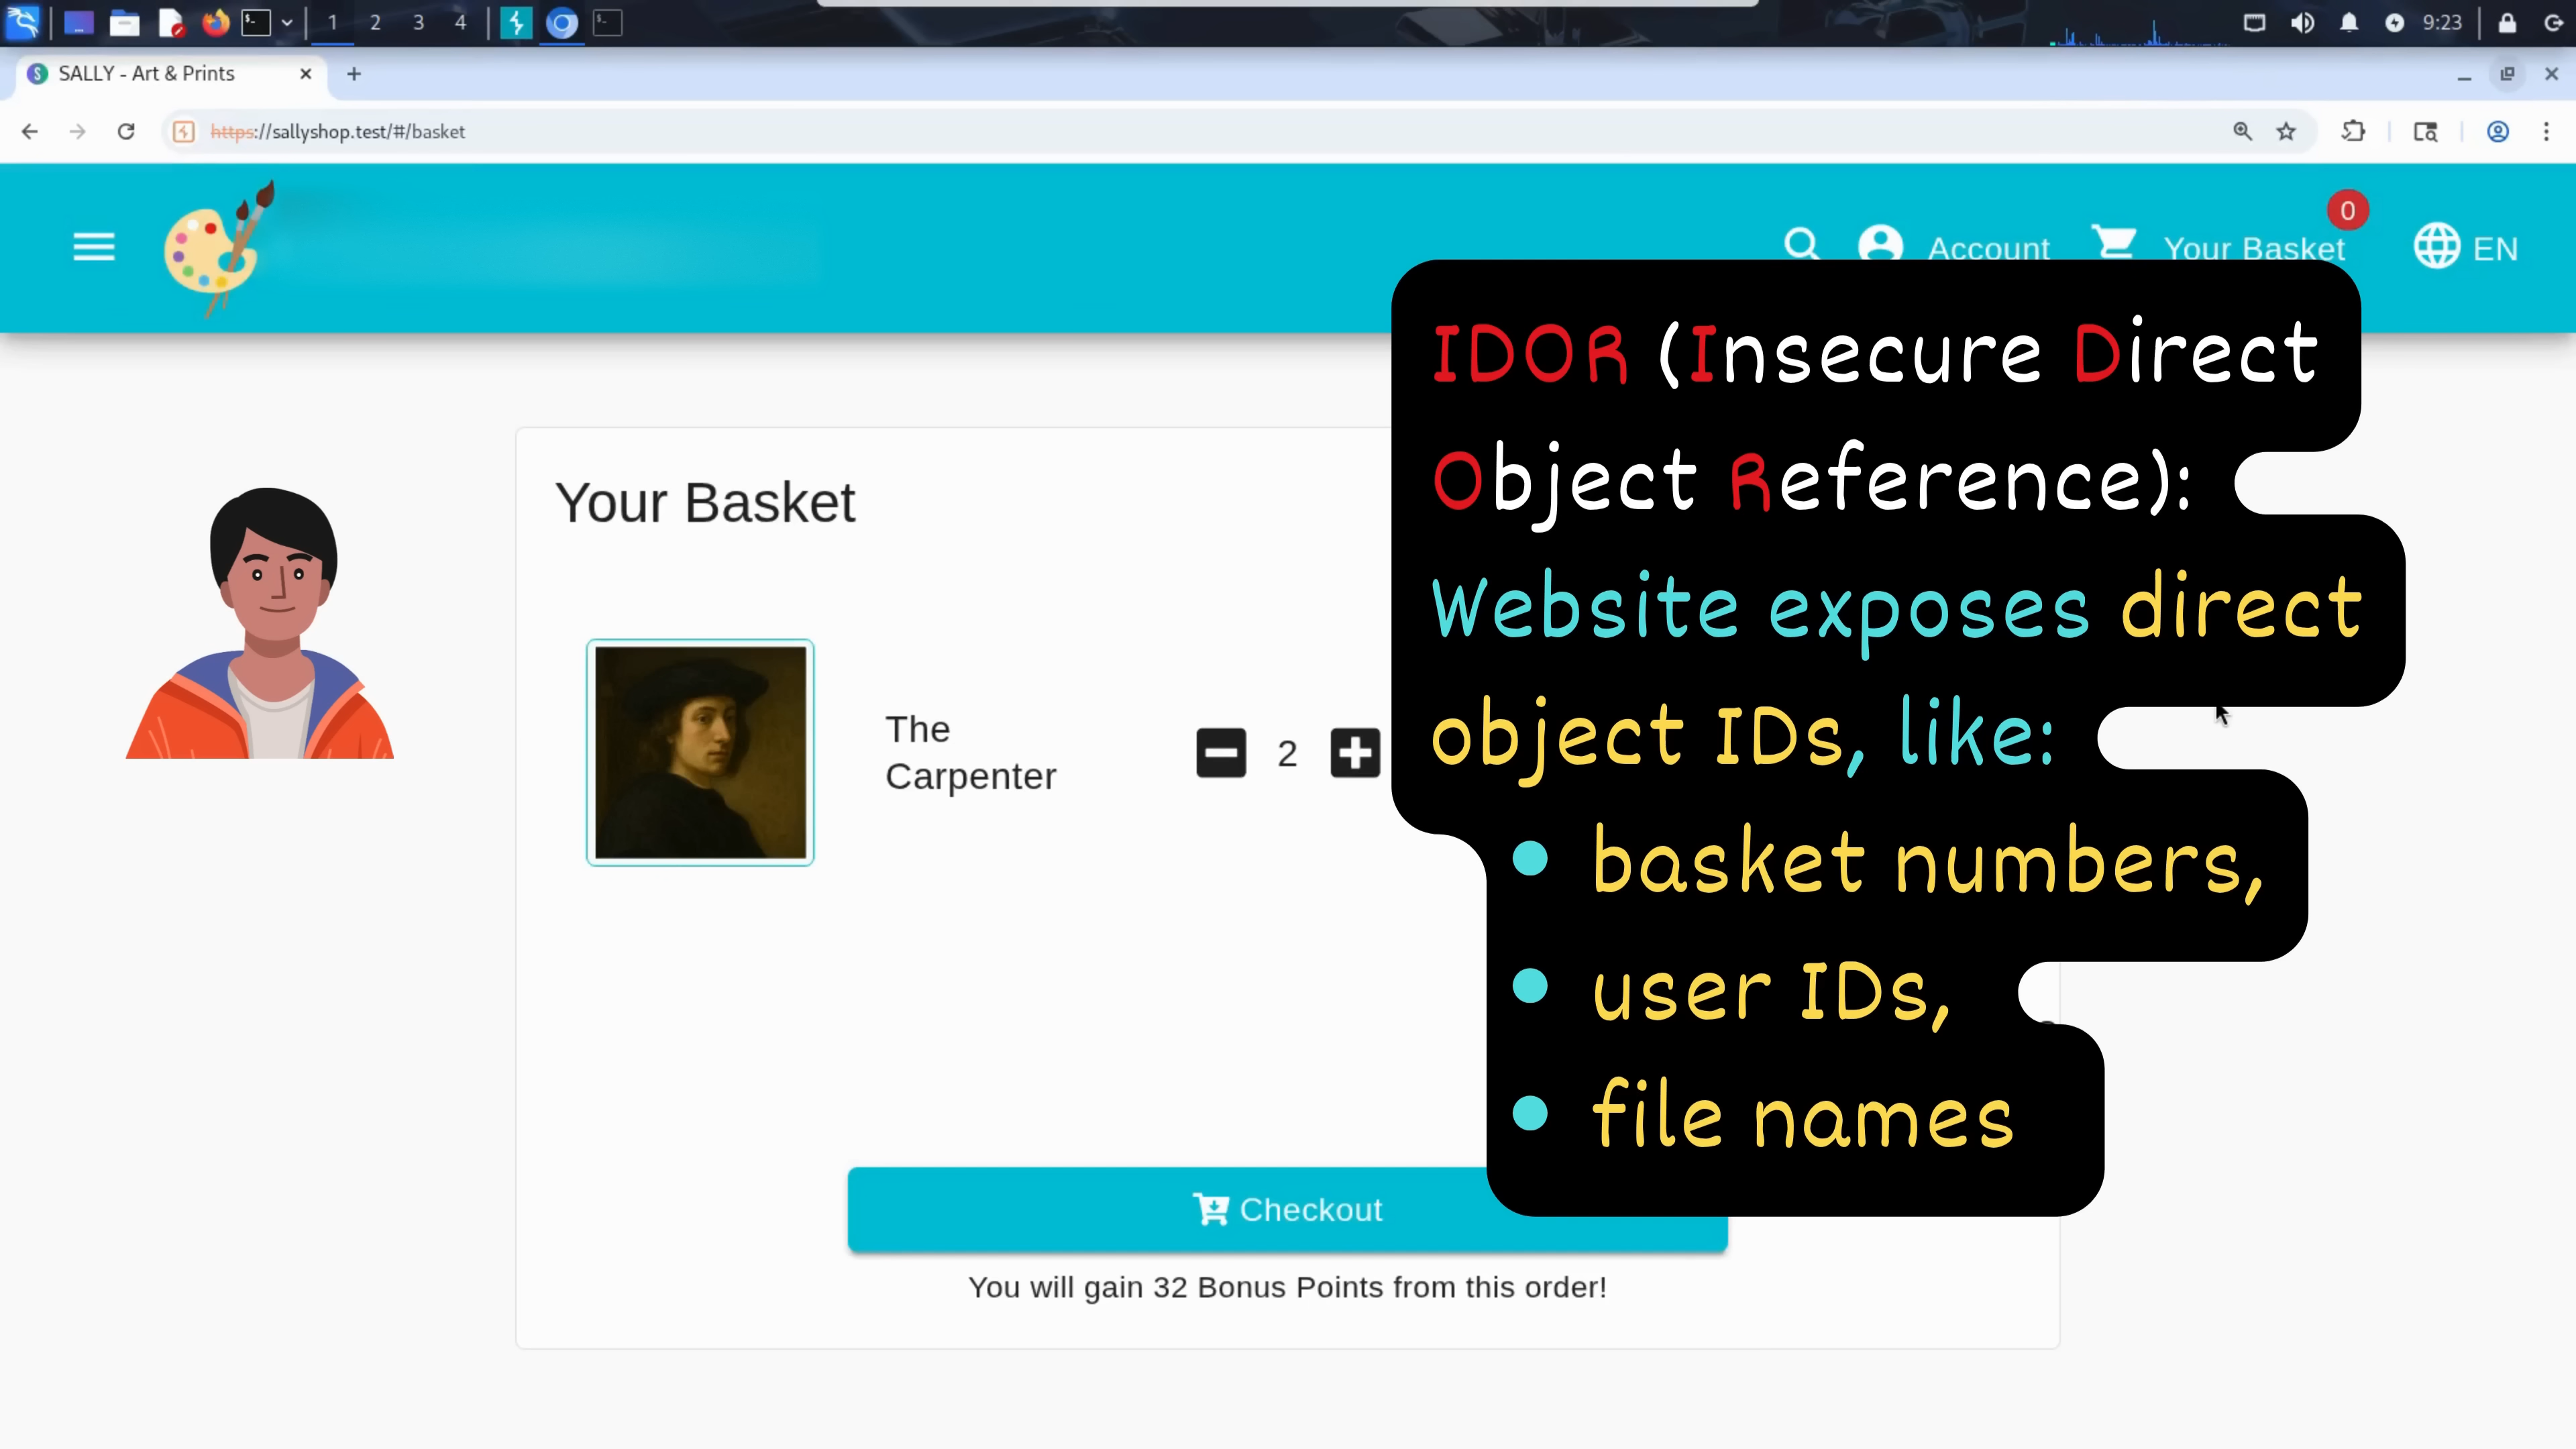 1 2 3 4
9:23
SALLY - Art & Prints
https://sallyshop.test/#/basket
0
Account
Your Basket
EN
IDOR (Insecure Direct
Object Reference):
Website exposes direct
object IDs, like:
• basket numbers,
• user IDs,
• file names
Your Basket
The
Carpenter
2
Checkout
You will gain 32 Bonus Points from this order!